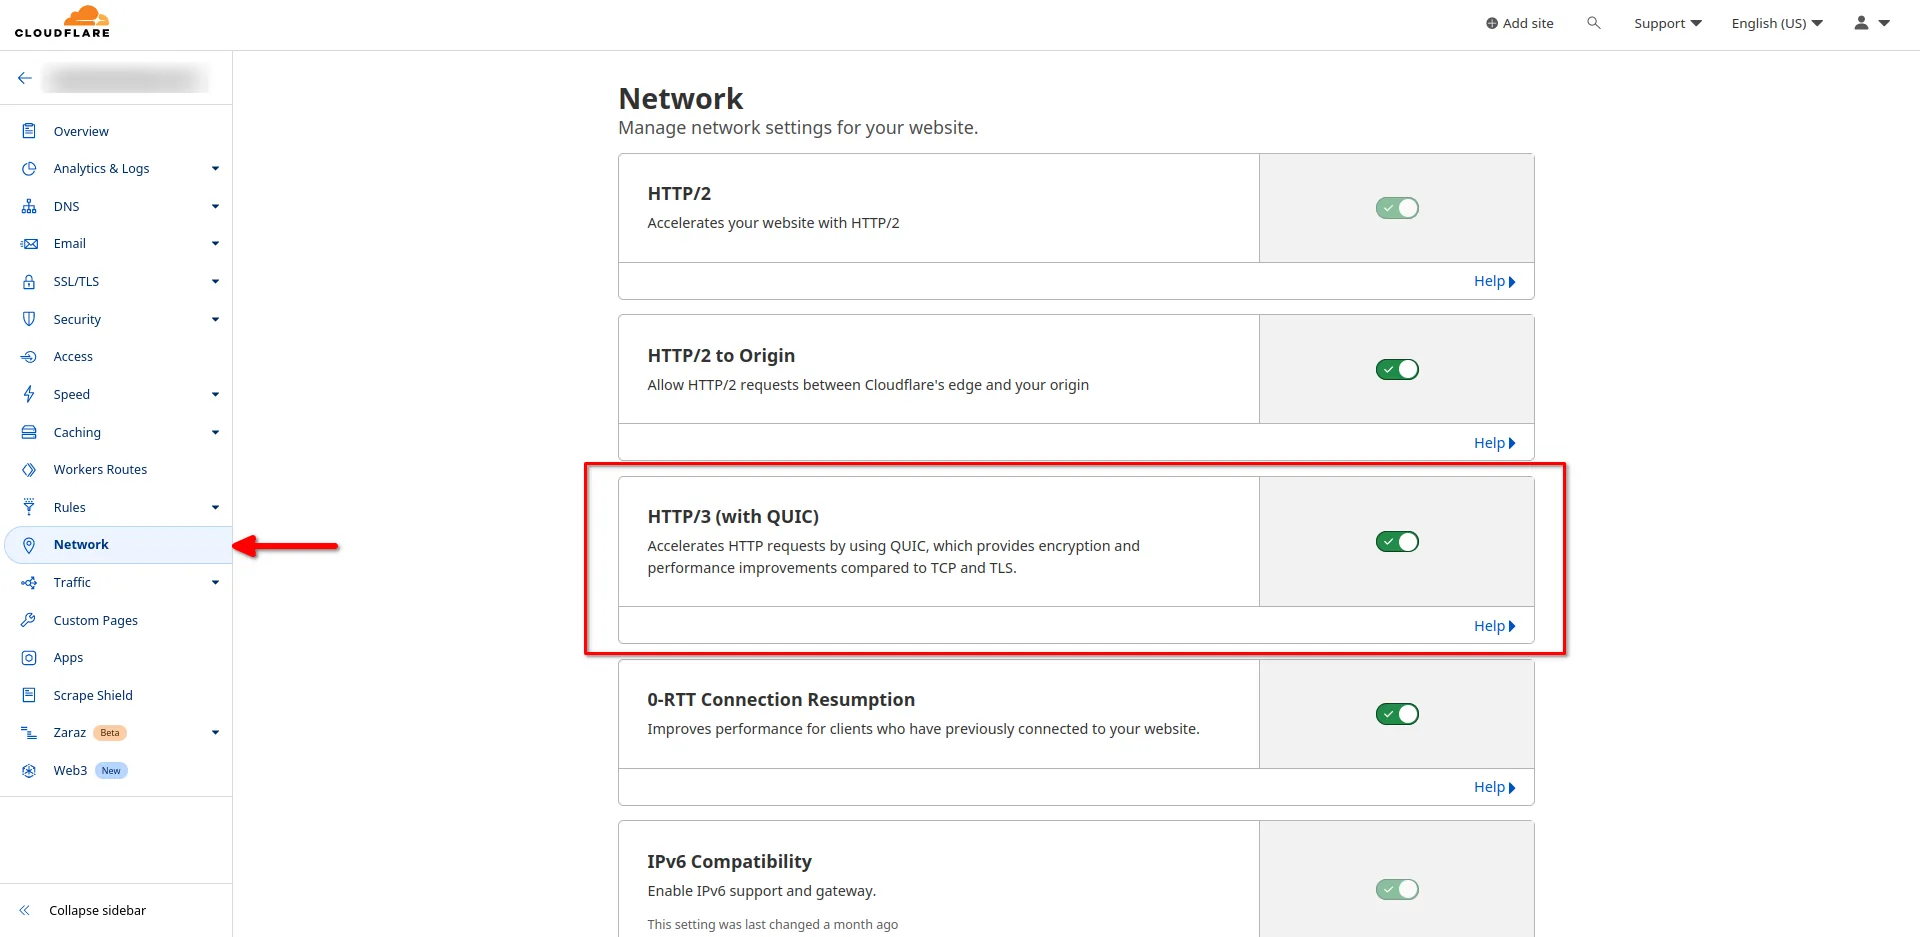 CLOUDFLARE
Add site
Support
English (US)
Overview
Analytics & Logs
DNS
Email
SSL/TLS
Security
Access
Speed
Caching
Workers Routes
Rules
Network
Traffic
Custom Pages
Apps
Scrape Shield
Zaraz Beta
Web3 New
Collapse sidebar
Network
Manage network settings for your website.
HTTP/2
Accelerates your website with HTTP/2
Help
HTTP/2 to Origin
Allow HTTP/2 requests between Cloudflare's edge and your origin
Help
HTTP/3 (with QUIC)
Accelerates HTTP requests by using QUIC, which provides encryption and
performance improvements compared to TCP and TLS.
Help
0-RTT Connection Resumption
Improves performance for clients who have previously connected to your website.
Help
IPv6 Compatibility
Enable IPv6 support and gateway.
This setting was last changed a month ago